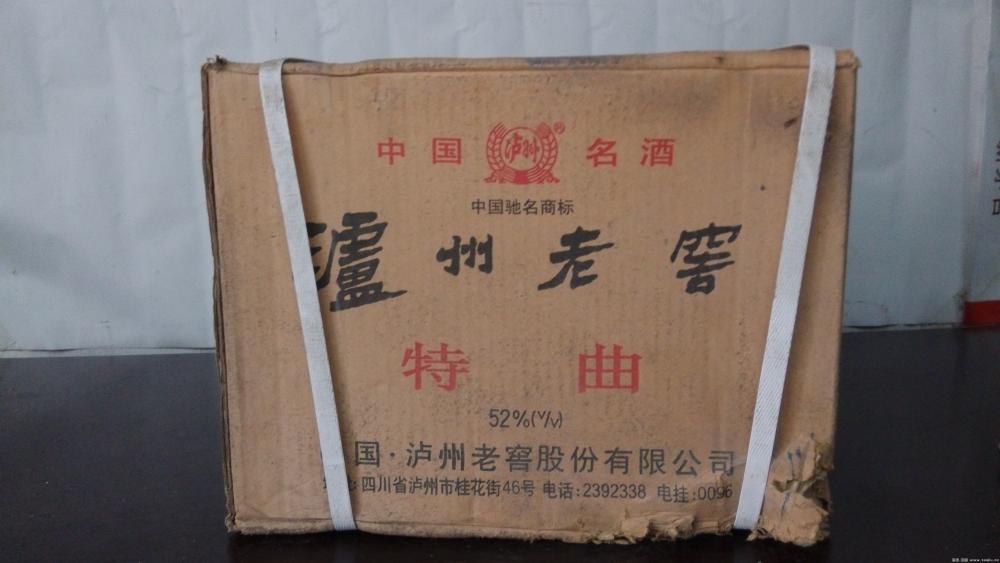 中国 泸州 ® 名酒
中国驰名商标
瀘州老窖
特曲
52%(V/V)
国·泸州老窖股份有限公司
四川省泸州市桂花街46号 电话:2392338 电挂:0096